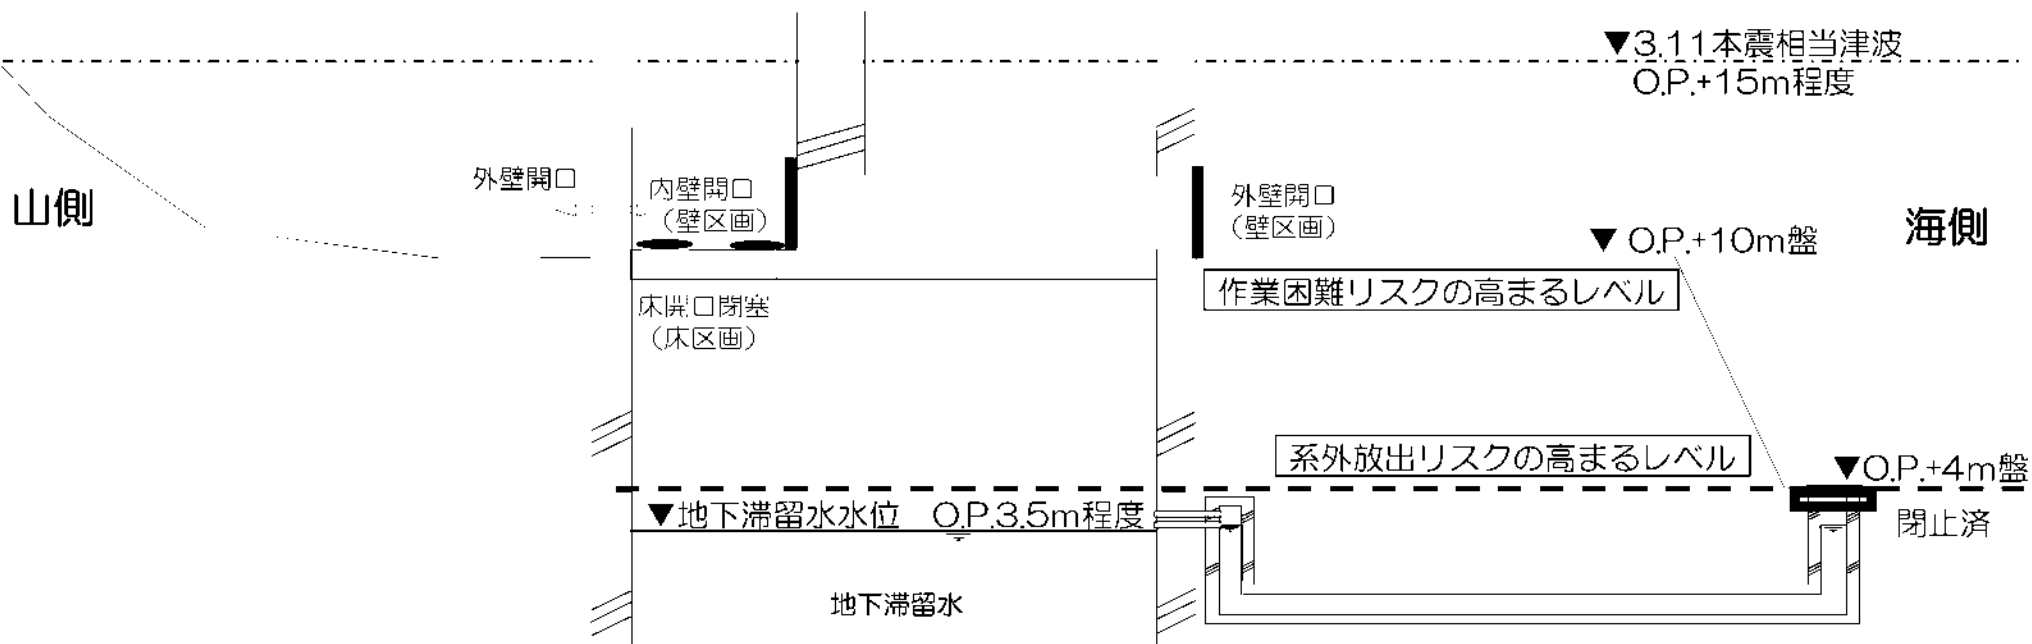 ▼3.11本震相当津波
O.P.+15m程度
外壁開口
内壁開口
（壁区画）
外壁開口
（壁区画）
山側
海側
▼ O.P.+10m盤
作業困難リスクの高まるレベル
床開口閉塞
（床区画）
系外放出リスクの高まるレベル
▼O.P.+4m盤
▼地下滞留水水位 O.P.3.5m程度
閉止済
地下滞留水